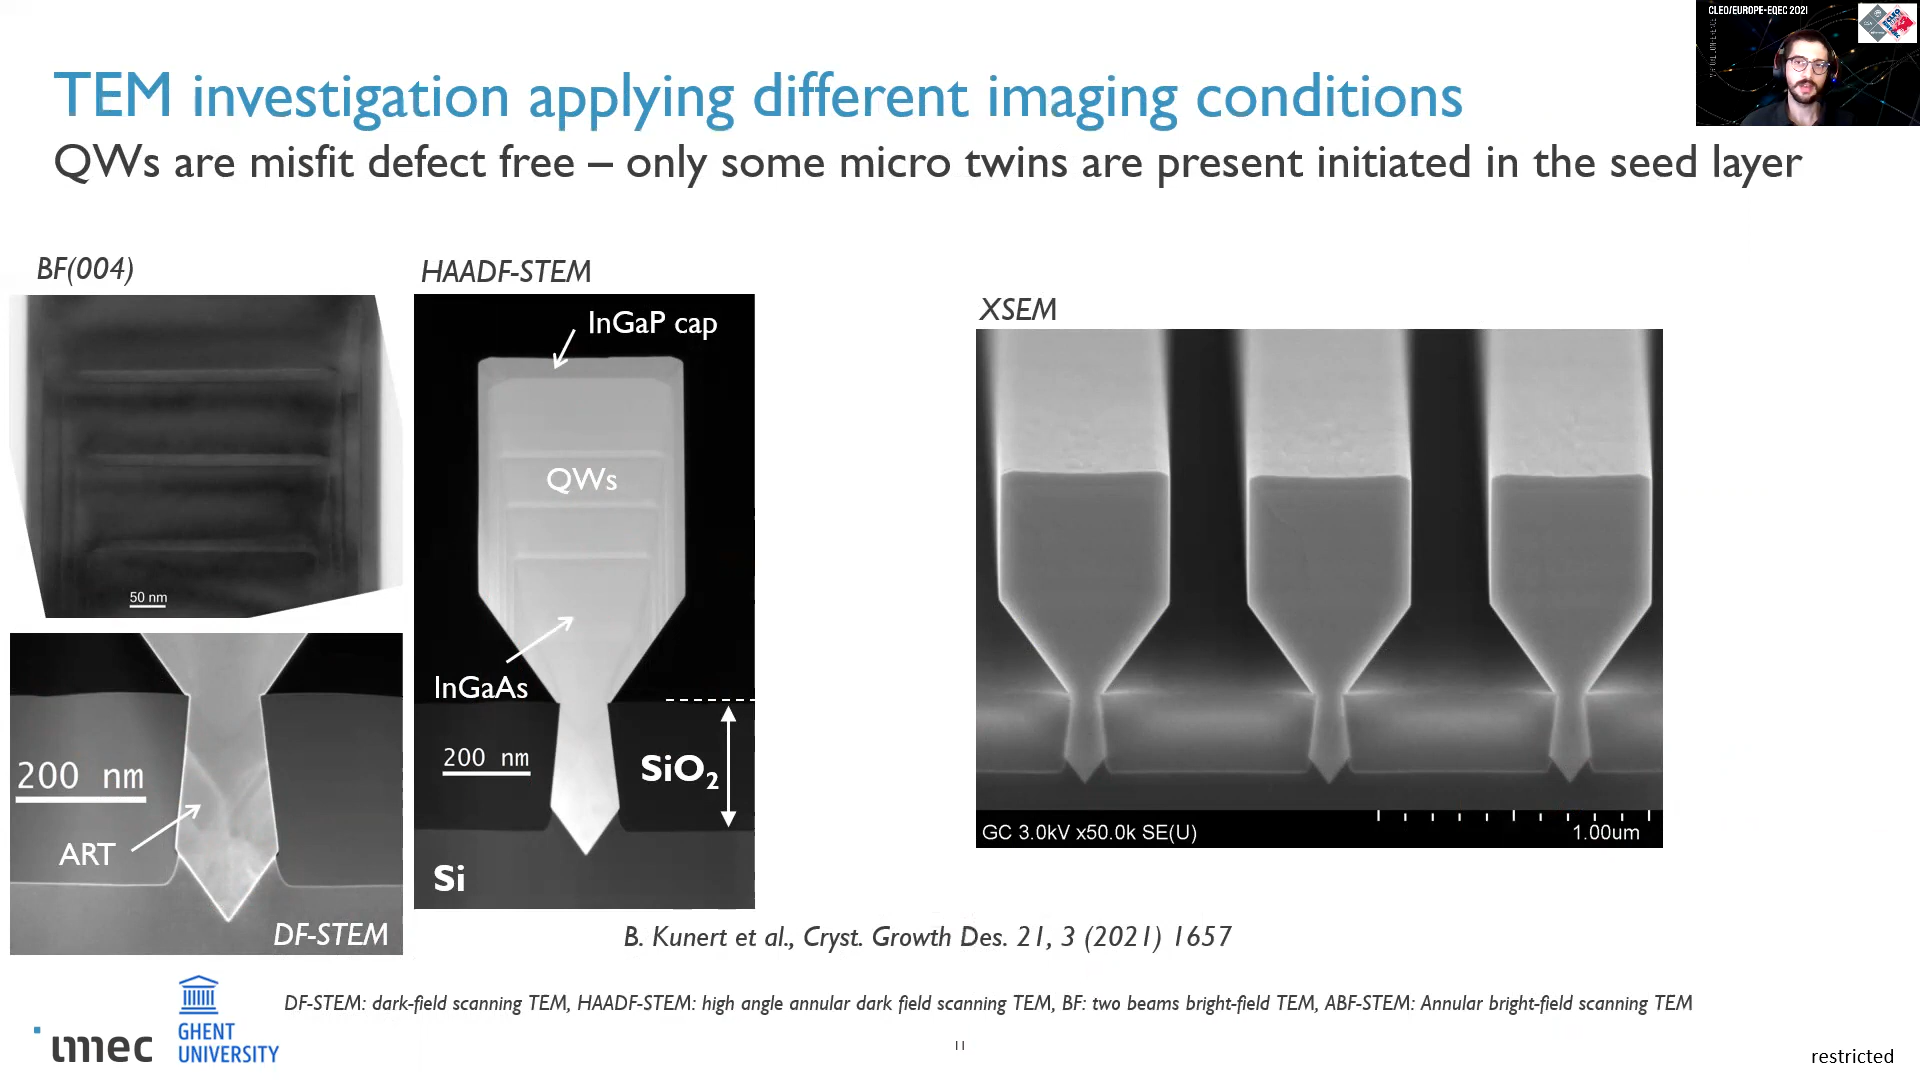 CLEO/EUROPE-EQEC 2021
TEM investigation applying different imaging conditions
QWs are misfit defect free – only some micro twins are present initiated in the seed layer
BF(004)
50 nm
200 nm
ART
DF-STEM
HAADF-STEM
InGaP cap
QWs
InGaAs
200 nm
SiO2
Si
XSEM
GC 3.0kV x50.0k SE(U)
1.00um
B. Kunert et al., Cryst. Growth Des. 21, 3 (2021) 1657
DF-STEM: dark-field scanning TEM, HAADF-STEM: high angle annular dark field scanning TEM, BF: two beams bright-field TEM, ABF-STEM: Annular bright-field scanning TEM
imec
GHENT
UNIVERSITY
11
restricted